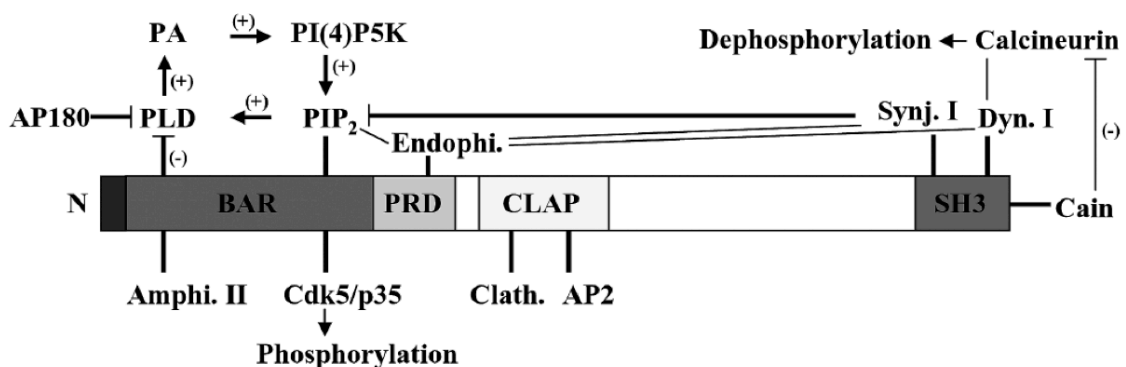 PA (+) PI(4)P5K
Dephosphorylation Calcineurin
(+) (+)
AP180 PLD (+) PIP2 Synj. I Dyn. I
Endophi.
(-) (-)
N BAR PRD CLAP SH3 Cain
Amphi. II Cdk5/p35 Clath. AP2
Phosphorylation